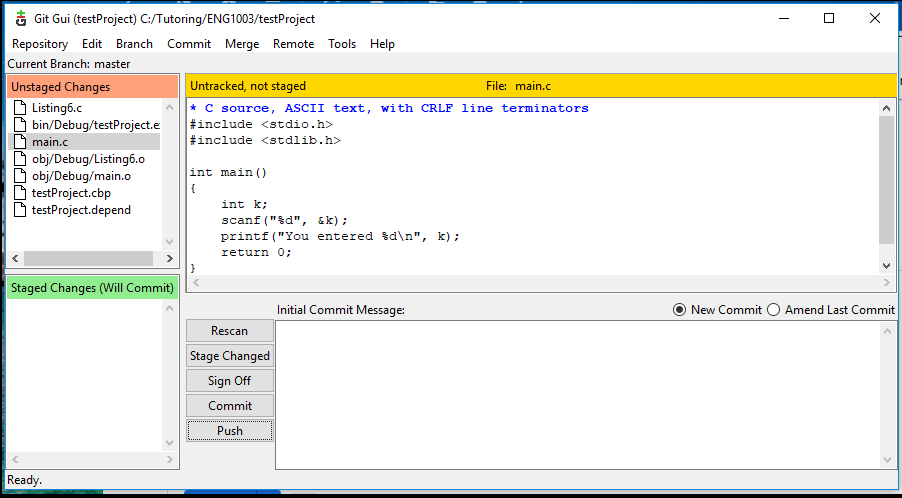 Git Gui (testProject) C:/Tutoring/ENG1003/testProject
Repository Edit Branch Commit Merge Remote Tools Help
Current Branch: master
Unstaged Changes
Listing6.c
bin/Debug/testProject.e
main.c
obj/Debug/Listing6.o
obj/Debug/main.o
testProject.cbp
testProject.depend
Staged Changes (Will Commit)
Untracked, not staged File: main.c
* C source, ASCII text, with CRLF line terminators
#include <stdio.h>
#include <stdlib.h>
int main()
{
    int k;
    scanf("%d", &k);
    printf("You entered %d\n", k);
    return 0;
}
Initial Commit Message: New Commit Amend Last Commit
Rescan
Stage Changed
Sign Off
Commit
Push
Ready.